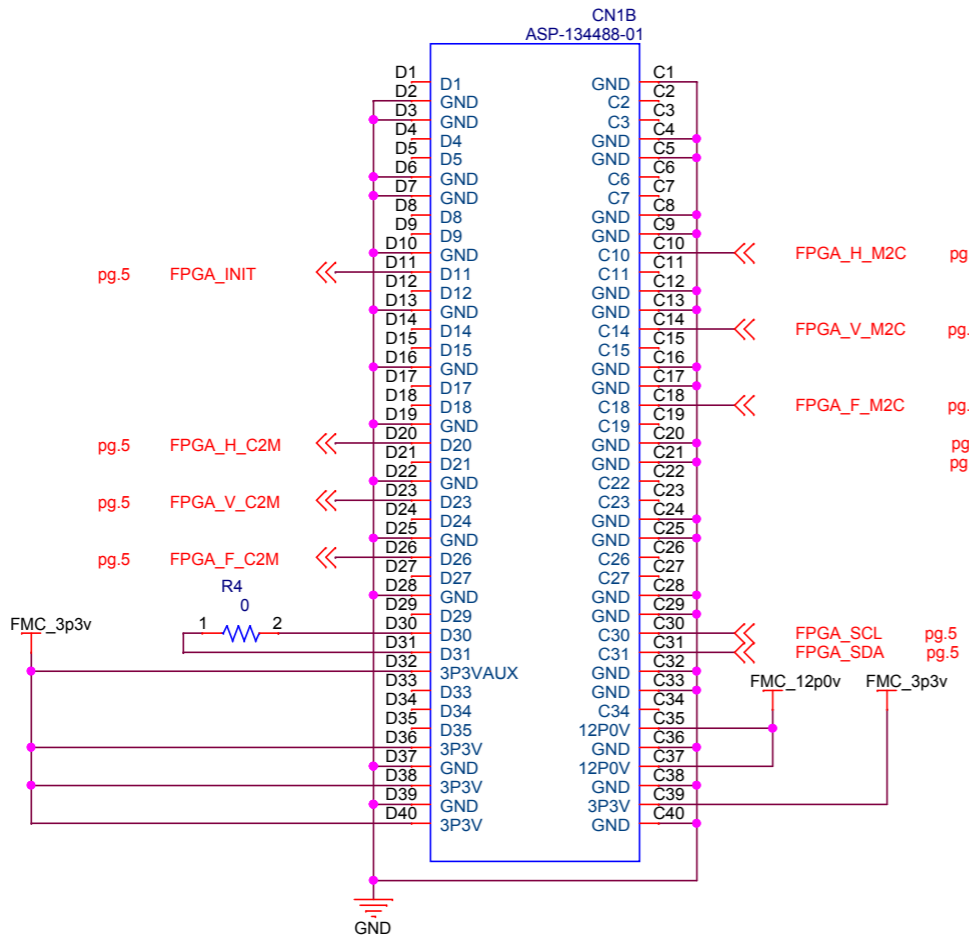 CN1B
ASP-134488-01
D1 D1 GND C1
D2 GND C2 C2
D3 GND C3 C3
D4 D4 GND C4
D5 D5 GND C5
D6 GND C6 C6
D7 GND C7 C7
D8 D8 GND C8
D9 D9 GND C9
D10 GND C10 C10 FPGA_H_M2C pg
pg.5 FPGA_INIT D11 D11 C11 C11
D12 D12 GND C12
D13 GND GND C13
D14 D14 C14 C14 FPGA_V_M2C pg.
D15 D15 C15 C15
D16 GND GND C16
D17 D17 GND C17
D18 D18 C18 C18 FPGA_F_M2C pg.
D19 GND C19 C19
pg.5 FPGA_H_C2M D20 D20 GND C20 pg
D21 D21 GND C21 pg
D22 GND C22 C22
pg.5 FPGA_V_C2M D23 D23 C23 C23
D24 D24 GND C24
D25 GND GND C25
pg.5 FPGA_F_C2M D26 D26 C26 C26
D27 D27 C27 C27
R4 D28 GND GND C28
0 D29 D29 GND C29
FMC_3p3v 1 2 D30 D30 C30 C30 FPGA_SCL pg.5
D31 D31 C31 C31 FPGA_SDA pg.5
D32 3P3VAUX GND C32
D33 D33 GND C33 FMC_12p0v FMC_3p3v
D34 D34 C34 C34
D35 D35 12P0V C35
D36 3P3V GND C36
D37 GND 12P0V C37
D38 3P3V GND C38
D39 GND 3P3V C39
D40 3P3V GND C40
GND